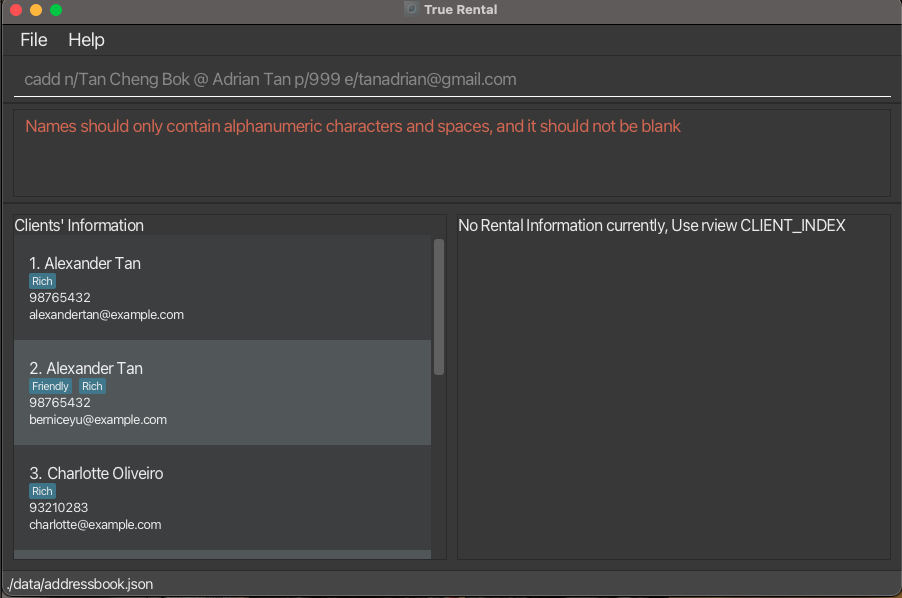 True Rental
File Help
cadd n/Tan Cheng Bok @ Adrian Tan p/999 e/tanadrian@gmail.com
Names should only contain alphanumeric characters and spaces, and it should not be blank
Clients' Information
1. Alexander Tan
Rich
98765432
alexandertan@example.com
2. Alexander Tan
Friendly Rich
98765432
berniceyu@example.com
3. Charlotte Oliveiro
Rich
93210283
charlotte@example.com
No Rental Information currently, Use rview CLIENT_INDEX
./data/addressbook.json